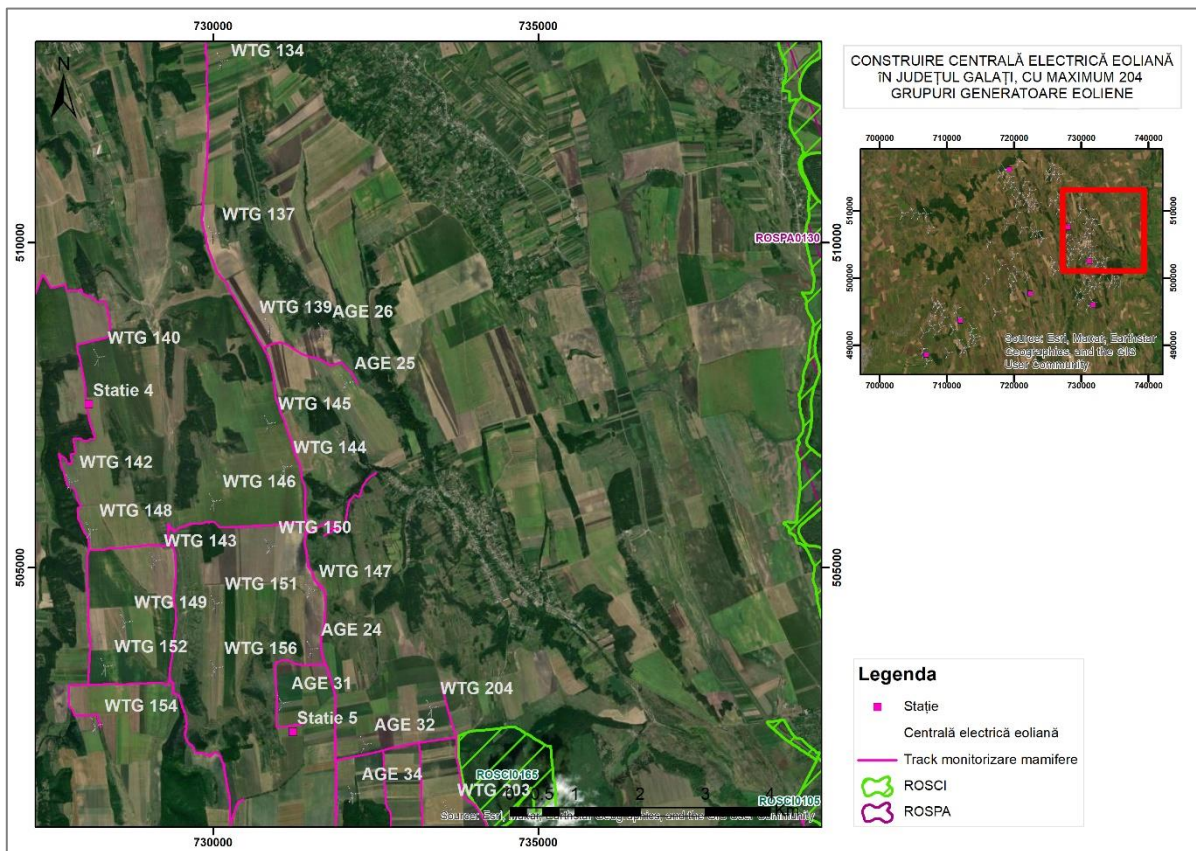 730000
735000
WTG 134
N
WTG 137
510000
510000
ROSPA0130
WTG 139
AGE 26
WTG 140
AGE 25
Statie 4
WTG 145
WTG 144
WTG 142
WTG 146
WTG 148
WTG 150
WTG 143
505000
505000
WTG 147
WTG 151
WTG 149
AGE 24
WTG 152
WTG 156
AGE 31
WTG 204
WTG 154
Statie 5
AGE 32
AGE 34
ROSCI0165
WTG 203
ROSCI0105
0.5 1 2 3 4
730000
735000
CONSTRUIRE CENTRALĂ ELECTRICĂ EOLIANĂ
ÎN JUDEȚUL GALAȚI, CU MAXIMUM 204
GRUPURI GENERATOARE EOLIENE
700000 710000 720000 730000 740000
510000
510000
500000
500000
490000
490000
Source: Esri, Maxar, Earthstar
Geographics, and the GIS
User Community
700000 710000 720000 730000 740000
Legenda
Stație
Centrală electrică eoliană
Track monitorizare mamifere
ROSCI
ROSPA